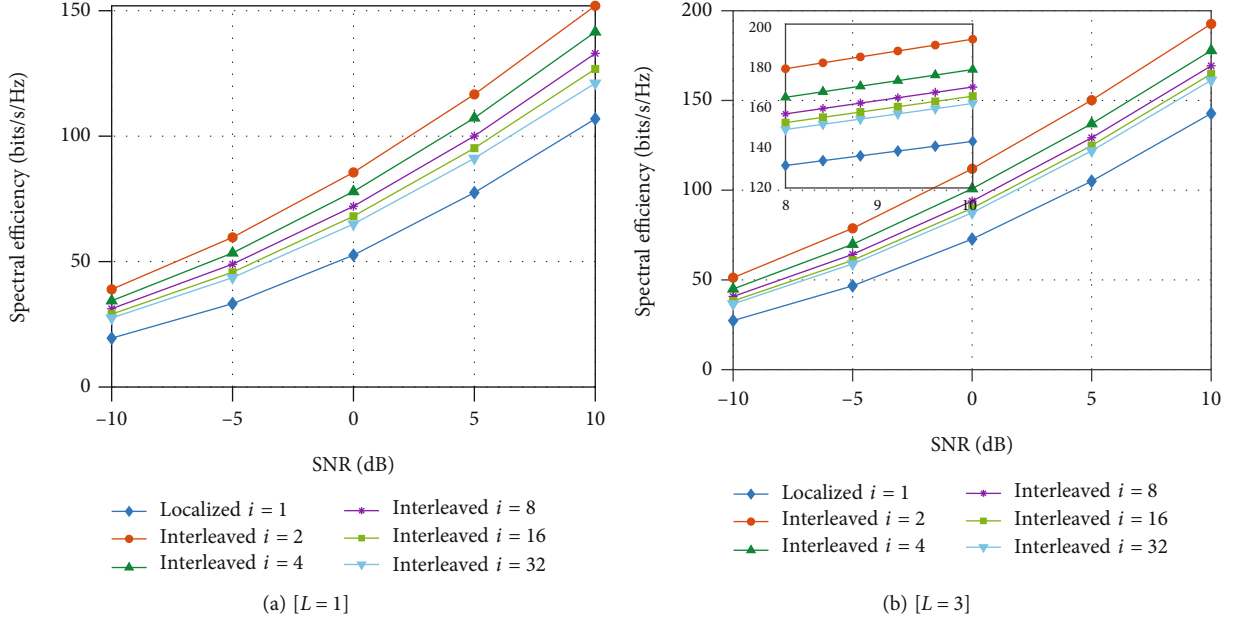 150
100
50
0
Spectral efficiency (bits/s/Hz)
–10
–5
0
5
10
SNR (dB)
Localized i = 1
Interleaved i = 2
Interleaved i = 4
Interleaved i = 8
Interleaved i = 16
Interleaved i = 32
(a) [L = 1]
200
150
100
50
0
Spectral efficiency (bits/s/Hz)
200
180
160
140
120
8
9
10
–10
–5
0
5
10
SNR (dB)
Localized i = 1
Interleaved i = 2
Interleaved i = 4
Interleaved i = 8
Interleaved i = 16
Interleaved i = 32
(b) [L = 3]